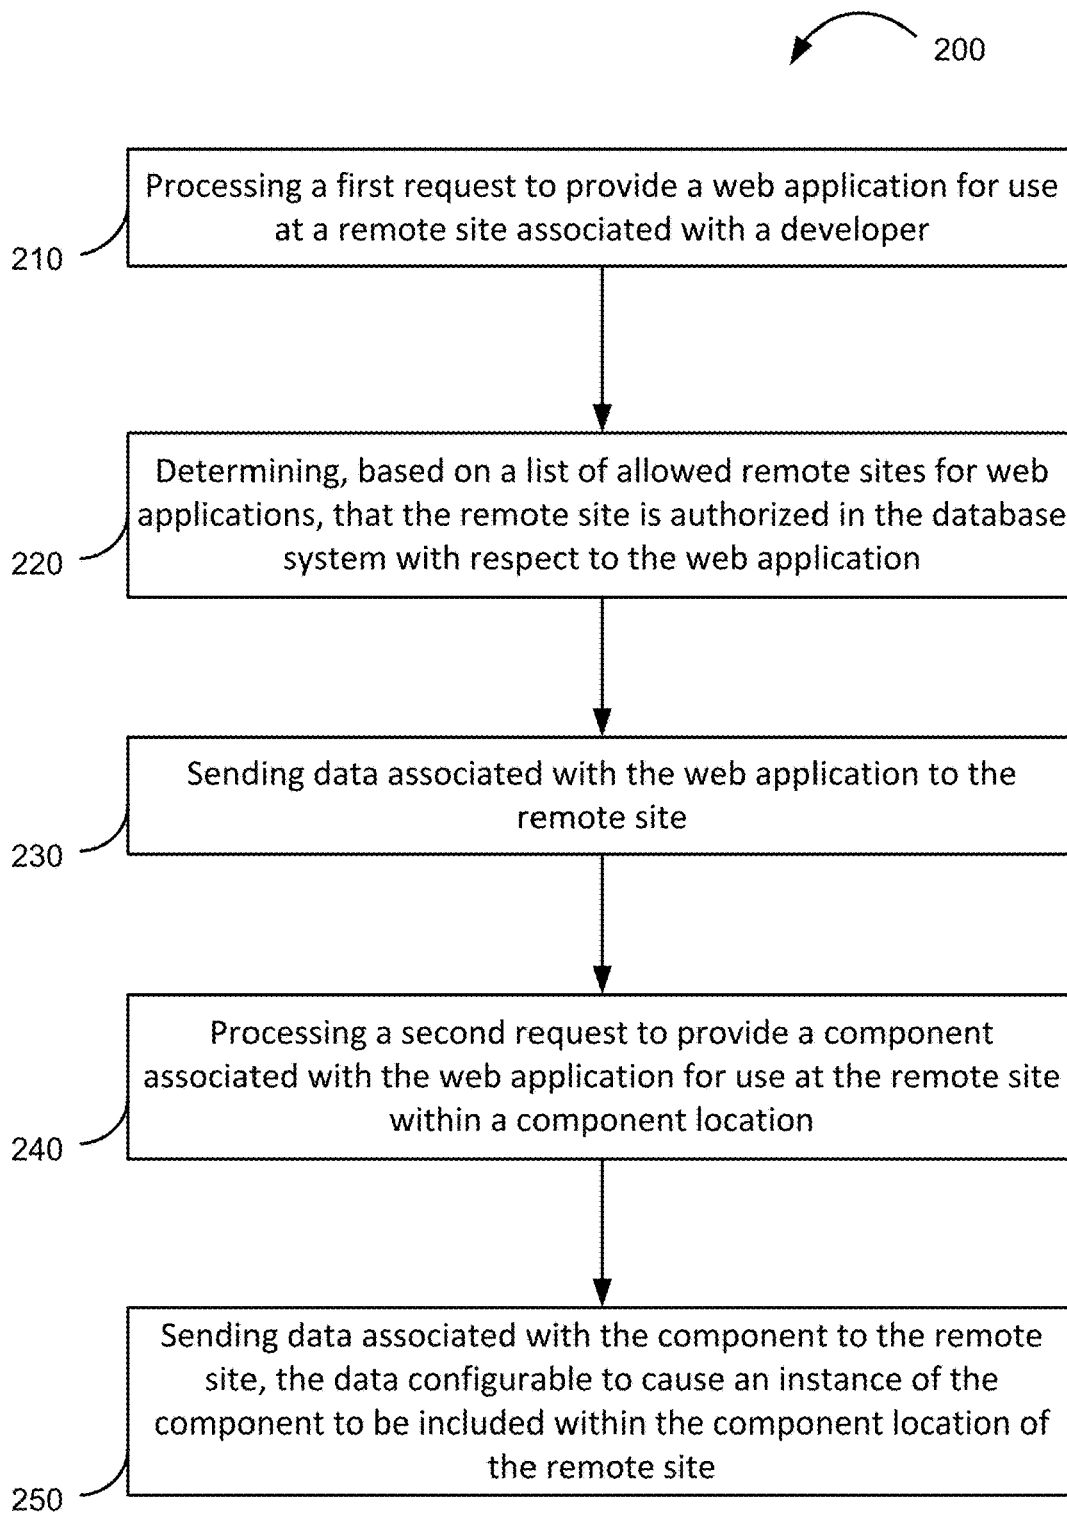 200
Processing a first request to provide a web application for use
at a remote site associated with a developer
210
Determining, based on a list of allowed remote sites for web
applications, that the remote site is authorized in the database
system with respect to the web application
220
Sending data associated with the web application to the
remote site
230
Processing a second request to provide a component
associated with the web application for use at the remote site
within a component location
240
Sending data associated with the component to the remote
site, the data configurable to cause an instance of the
component to be included within the component location of
the remote site
250